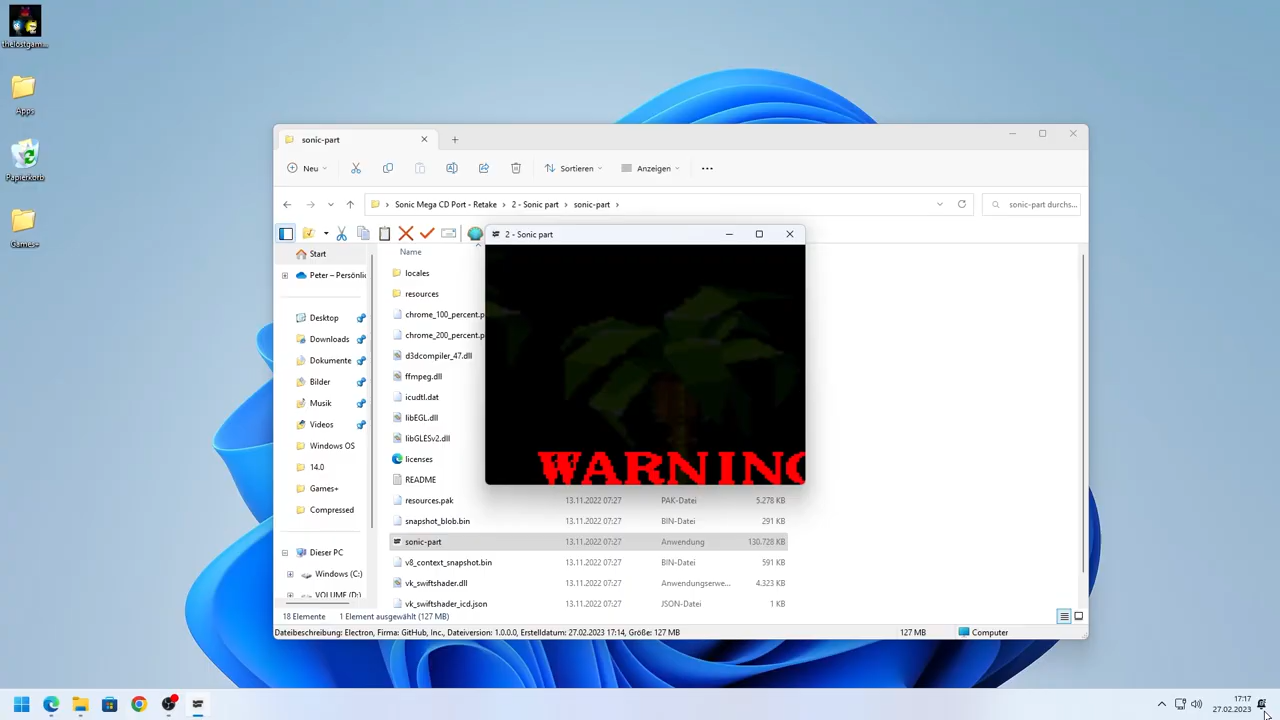 thelostgam...
Apps
Papierkorb
Games+
sonic-part
Neu
Sortieren
Anzeigen
Sonic Mega CD Port - Retake
2 - Sonic part
sonic-part
sonic-part durchs...
2 - Sonic part
Name
Start
Peter – Persönlic
Desktop
Downloads
Dokumente
Bilder
Musik
Videos
Windows OS
14.0
Games+
Compressed
Dieser PC
Windows (C:)
VOLUME (D:)
locales
resources
chrome_100_percent.p
chrome_200_percent.p
d3dcompiler_47.dll
ffmpeg.dll
icudtl.dat
libEGL.dll
libGLESv2.dll
licenses
README
resources.pak 13.11.2022 07:27 PAK-Datei 5.278 KB
snapshot_blob.bin 13.11.2022 07:27 BIN-Datei 291 KB
sonic-part 13.11.2022 07:27 Anwendung 130.728 KB
v8_context_snapshot.bin 13.11.2022 07:27 BIN-Datei 591 KB
vk_swiftshader.dll 13.11.2022 07:27 Anwendungserwe... 4.323 KB
vk_swiftshader_icd.json 13.11.2022 07:27 JSON-Datei 1 KB
WARNING
18 Elemente 1 Element ausgewählt (127 MB)
Dateibeschreibung: Electron, Firma: GitHub, Inc., Dateiversion: 1.0.0.0, Erstelldatum: 27.02.2023 17:14, Größe: 127 MB 127 MB Computer
17:17
27.02.2023